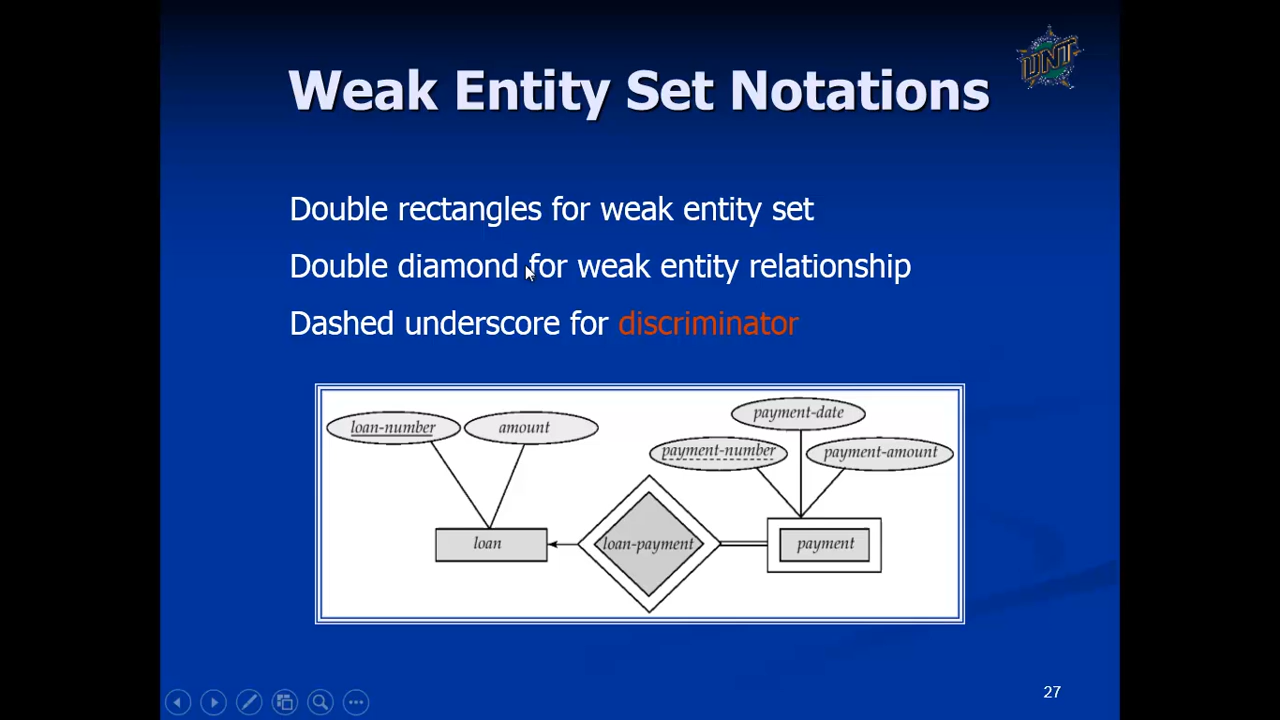 UNT
Weak Entity Set Notations
Double rectangles for weak entity set
Double diamond for weak entity relationship
Dashed underscore for discriminator
payment-date
loan-number amount payment-number payment-amount
loan loan-payment payment
27